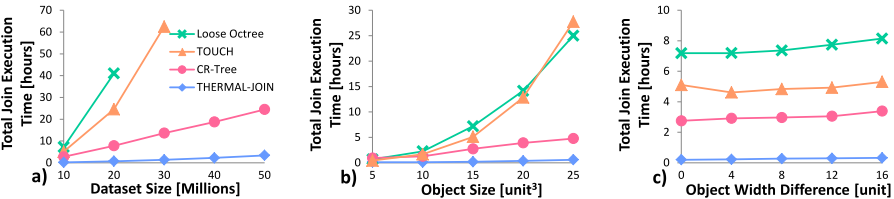 Total Join Execution
Time [hours]
70
60
50
40
30
20
10
0
Loose Octree
TOUCH
CR-Tree
THERMAL-JOIN
10 20 30 40 50
a) Dataset Size [Millions]
Total Join Execution
Time [hours]
30
25
20
15
10
5
0
5 10 15 20 25
b) Object Size [unit³]
Total Join Execution
Time [hours]
10
8
6
4
2
0
0 4 8 12 16
c) Object Width Difference [unit]